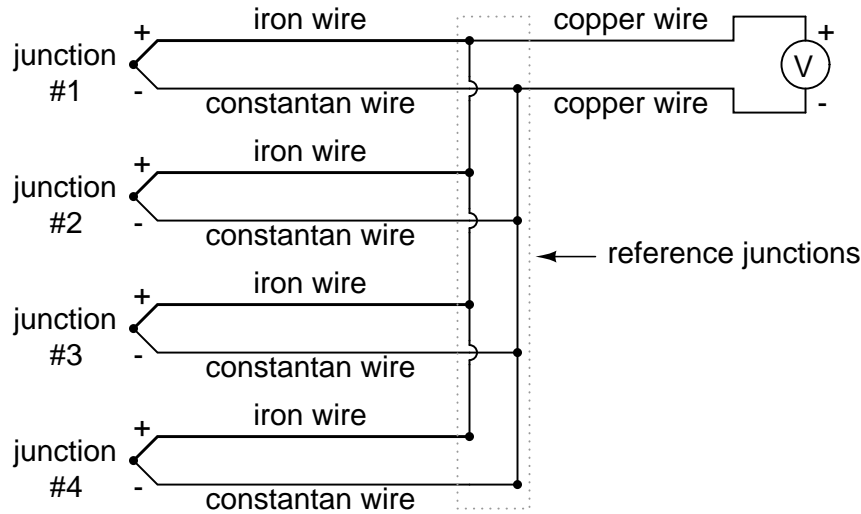 + iron wire copper wire +
junction
#1
V
- constantan wire copper wire -
+ iron wire
junction
#2
- constantan wire
reference junctions
+ iron wire
junction
#3
- constantan wire
+ iron wire
junction
#4
- constantan wire